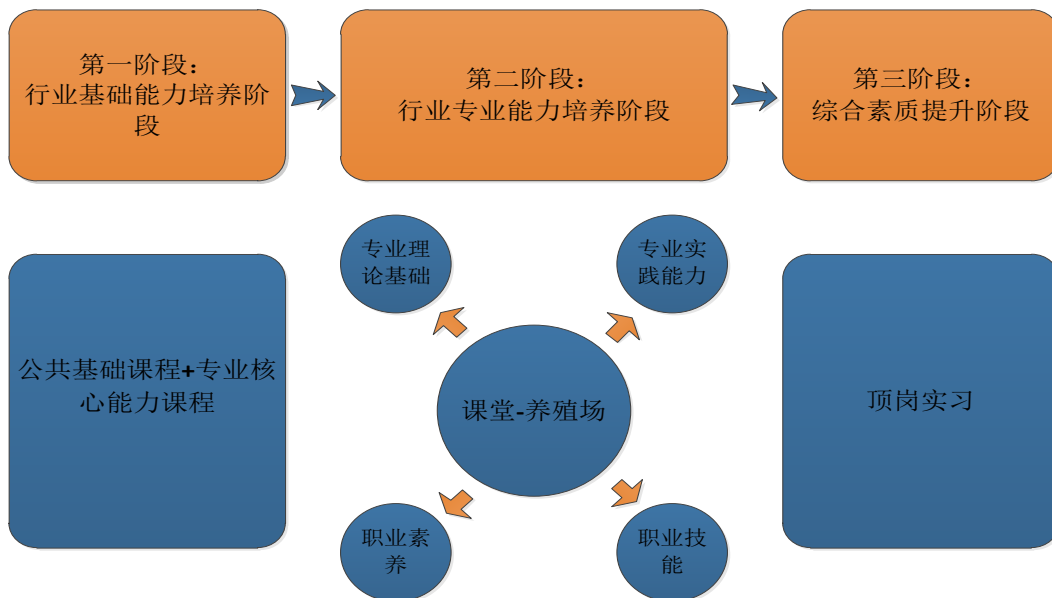 第一阶段：
行业基础能力培养阶
段
第二阶段：
行业专业能力培养阶段
第三阶段：
综合素质提升阶段
公共基础课程+专业核
心能力课程
专业理
论基础
专业实
践能力
课堂-养殖场
职业素
养
职业技
能
顶岗实习